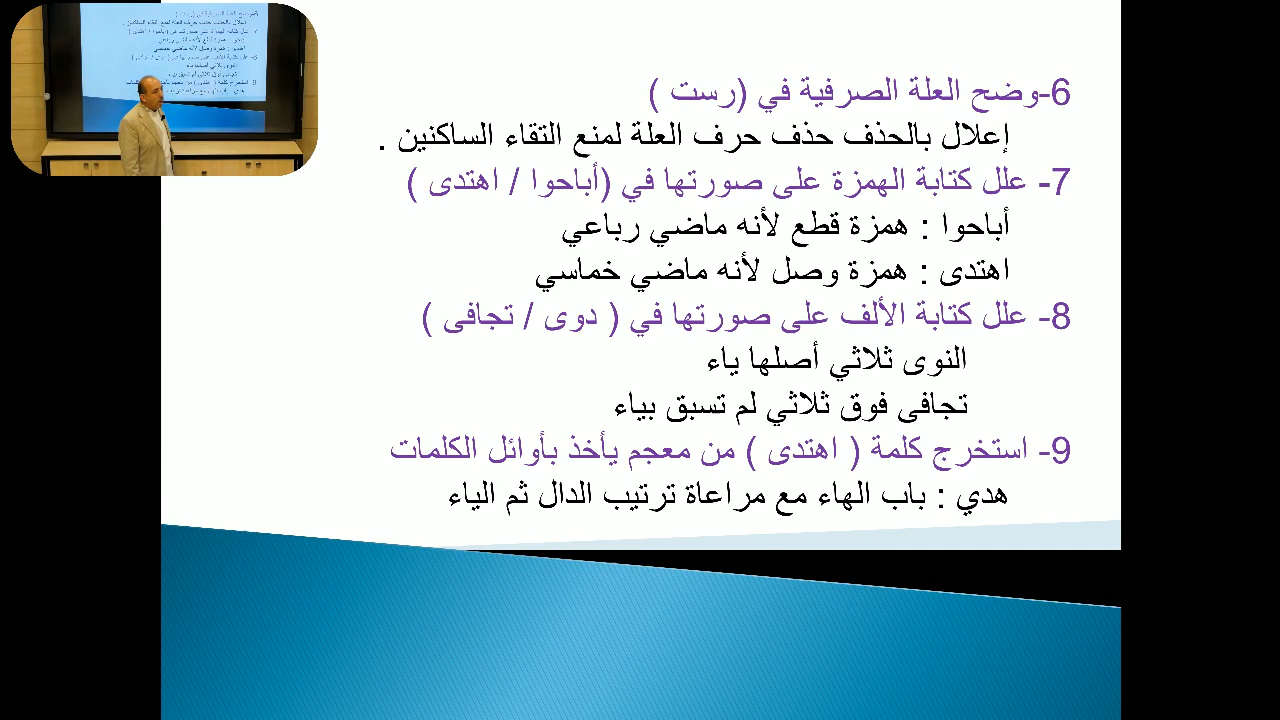 6-وضح العلة الصرفية في (رست )
إعلال بالحذف حذف حرف العلة لمنع التقاء الساكنين .
7- علل كتابة الهمزة على صورتها في (أباحوا / اهتدى )
أباحوا : همزة قطع لأنه ماضي رباعي
اهتدى : همزة وصل لأنه ماضي خماسي
8- علل كتابة الألف على صورتها في ( دوى / تجافى )
النوى ثلاثي أصلها ياء
تجافى فوق ثلاثي لم تسبق بياء
9- استخرج كلمة ( اهتدى ) من معجم يأخذ بأوائل الكلمات
هدي : باب الهاء مع مراعاة ترتيب الدال ثم الياء